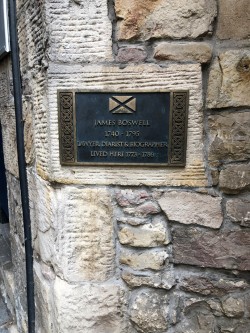 JAMES BOSWELL
1740 - 1795
LAWYER, DIARIST & BIOGRAPHER
LIVED HERE 1773 - 1786